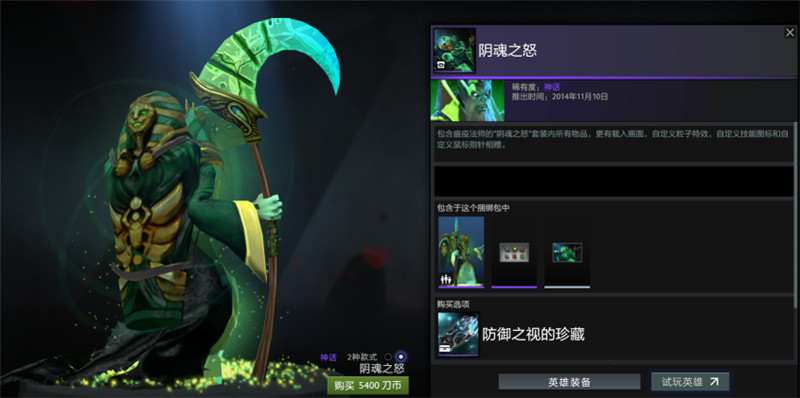 阴魂之怒
稀有度：神话
推出时间：2014年11月10日
包含瘟疫法师的“阴魂之怒”套装内所有物品，更有载入画面，自定义粒子特效，自定义技能图标和自
定义鼠标指针相赠。
包含于这个捆绑包中
购买选项
防御之视的珍藏
神话 2种款式
阴魂之怒
购买 5400 刀币
英雄装备
试玩英雄